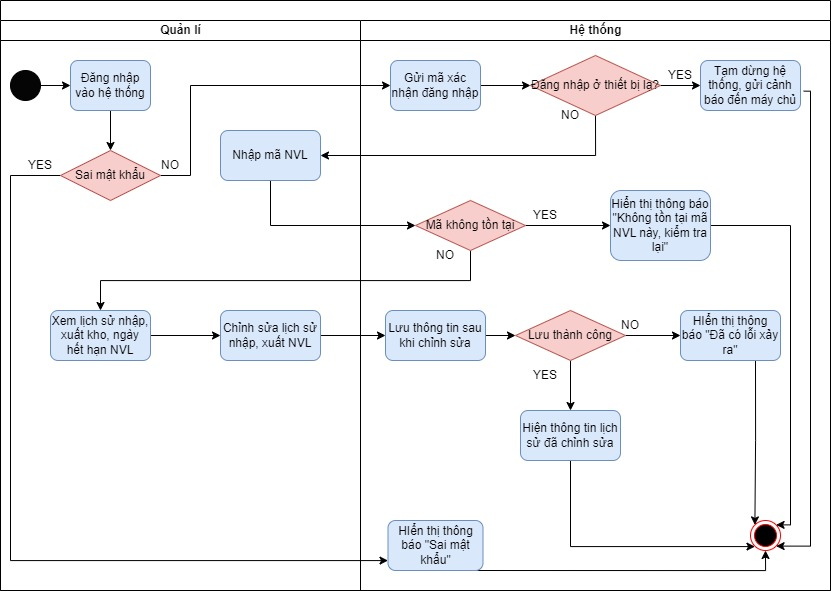 Quản lí
Hệ thống
Đăng nhập
vào hệ thống
Gửi mã xác
nhận đăng nhập
Đăng nhập ở thiết bị lạ?
YES
Tạm dừng hệ
thống, gửi cảnh
báo đến máy chủ
NO
Nhập mã NVL
YES
Sai mật khẩu
NO
Mã không tồn tại
YES
Hiển thị thông báo
"Không tồn tại mã
NVL này, kiểm tra
lại"
NO
Xem lịch sử nhập,
xuất kho, ngày
hết hạn NVL
Chỉnh sửa lịch sử
nhập, xuất NVL
Lưu thông tin sau
khi chỉnh sửa
Lưu thành công
NO
HIển thị thông
báo "Đã có lỗi xảy
ra"
YES
Hiện thông tin lịch
sử đã chỉnh sửa
HIển thị thông
báo "Sai mật
khẩu"